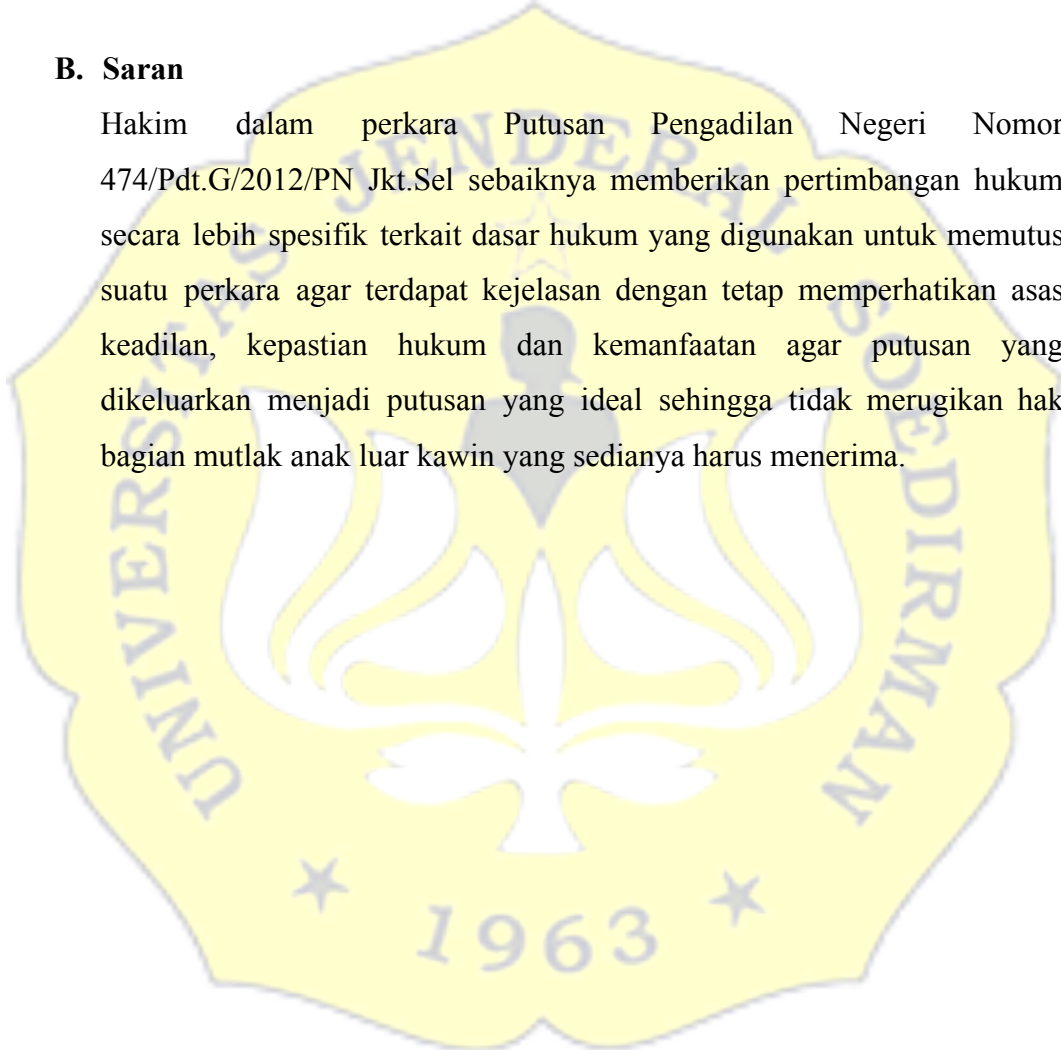 B. Saran
Hakim dalam perkara Putusan Pengadilan Negeri Nomor
474/Pdt.G/2012/PN Jkt.Sel sebaiknya memberikan pertimbangan hukum
secara lebih spesifik terkait dasar hukum yang digunakan untuk memutus
suatu perkara agar terdapat kejelasan dengan tetap memperhatikan asas
keadilan, kepastian hukum dan kemanfaatan agar putusan yang
dikeluarkan menjadi putusan yang ideal sehingga tidak merugikan hak
bagian mutlak anak luar kawin yang sedianya harus menerima.
UNIVERSITAS JENDERAL SOEDIRMAN
1963